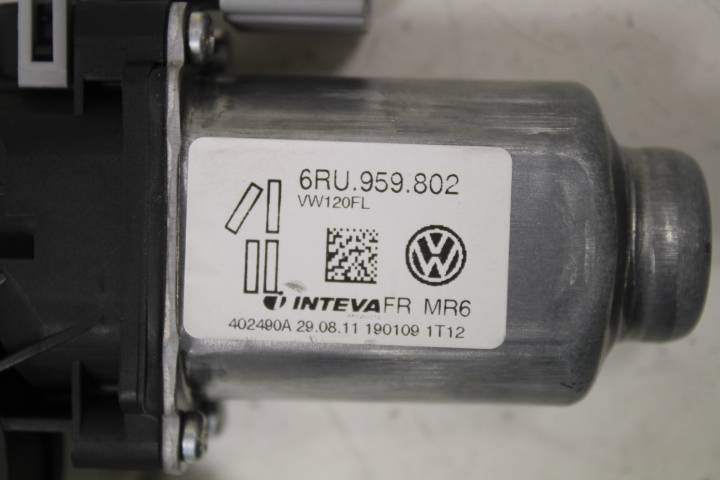 6RU.959.802
VW120FL
INTEVA FR MR6
402490A 29.08.11 190109 1T12